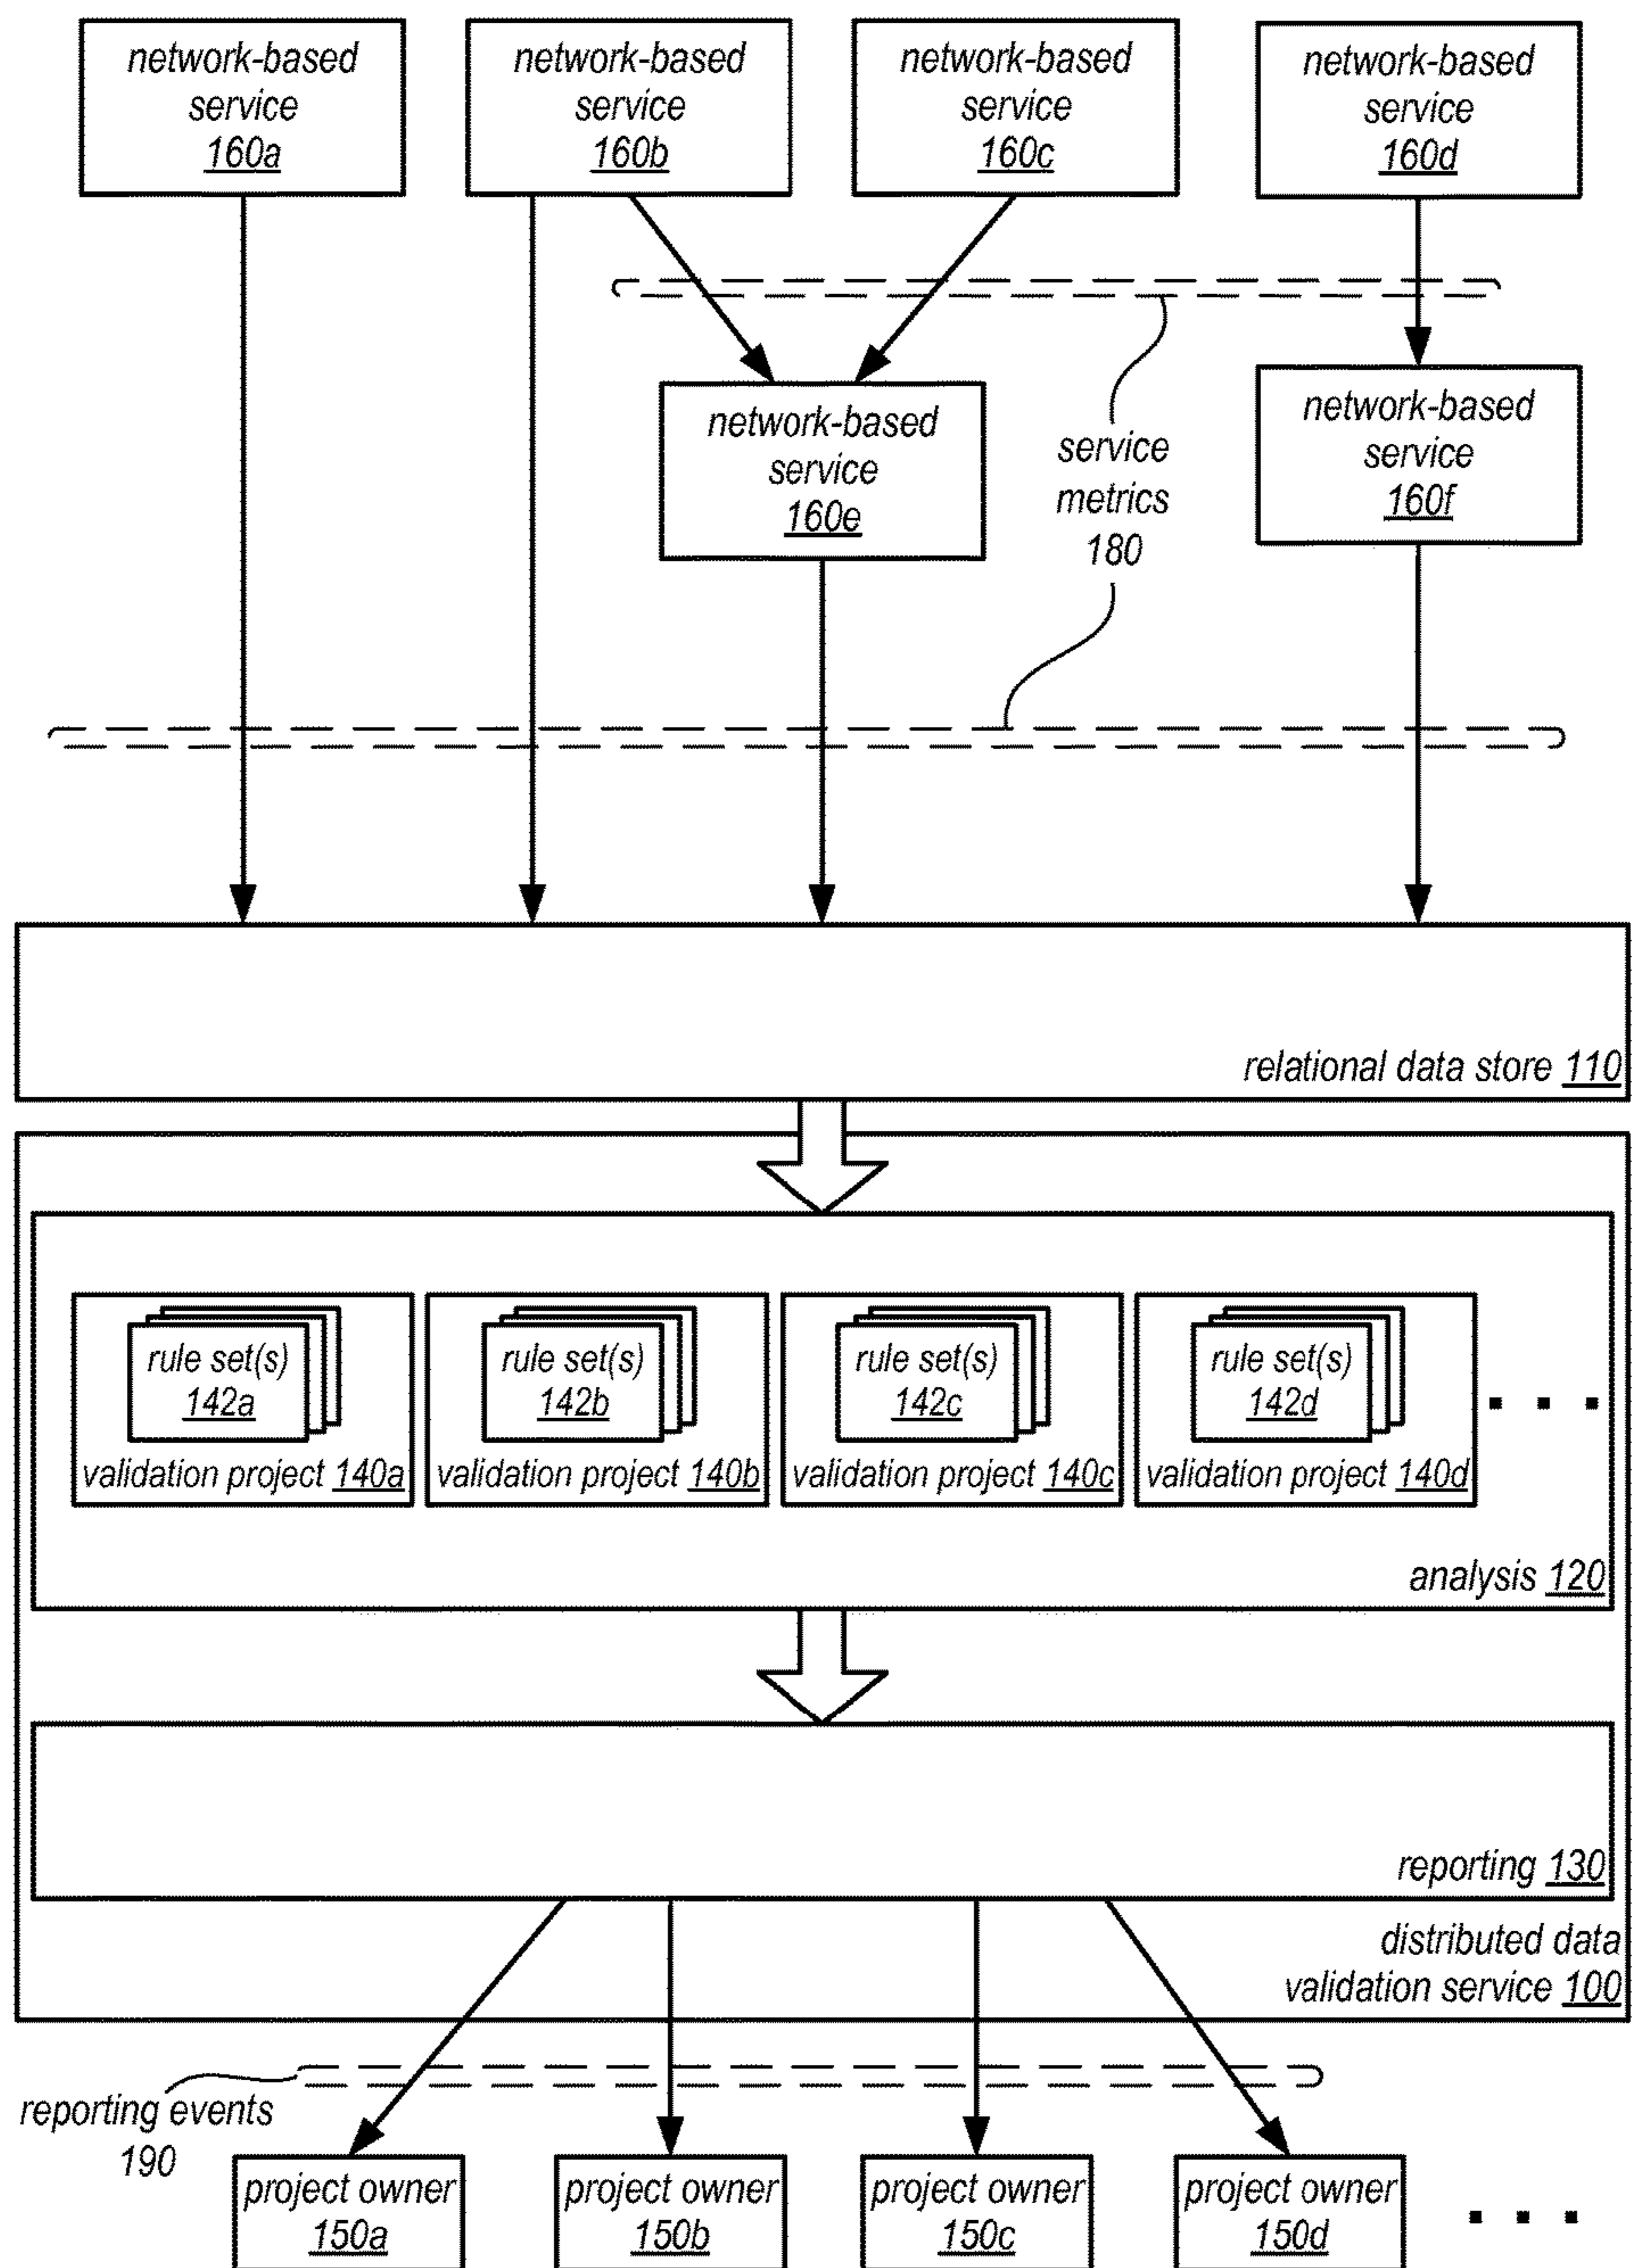 network-based
service
160a
network-based
service
160b
network-based
service
160c
network-based
service
160d
network-based
service
160e
service
metrics
180
network-based
service
160f
relational data store 110
rule set(s)
142a
validation project 140a
rule set(s)
142b
validation project 140b
rule set(s)
142c
validation project 140c
rule set(s)
142d
validation project 140d
analysis 120
reporting 130
distributed data
validation service 100
reporting events
190
project owner
150a
project owner
150b
project owner
150c
project owner
150d